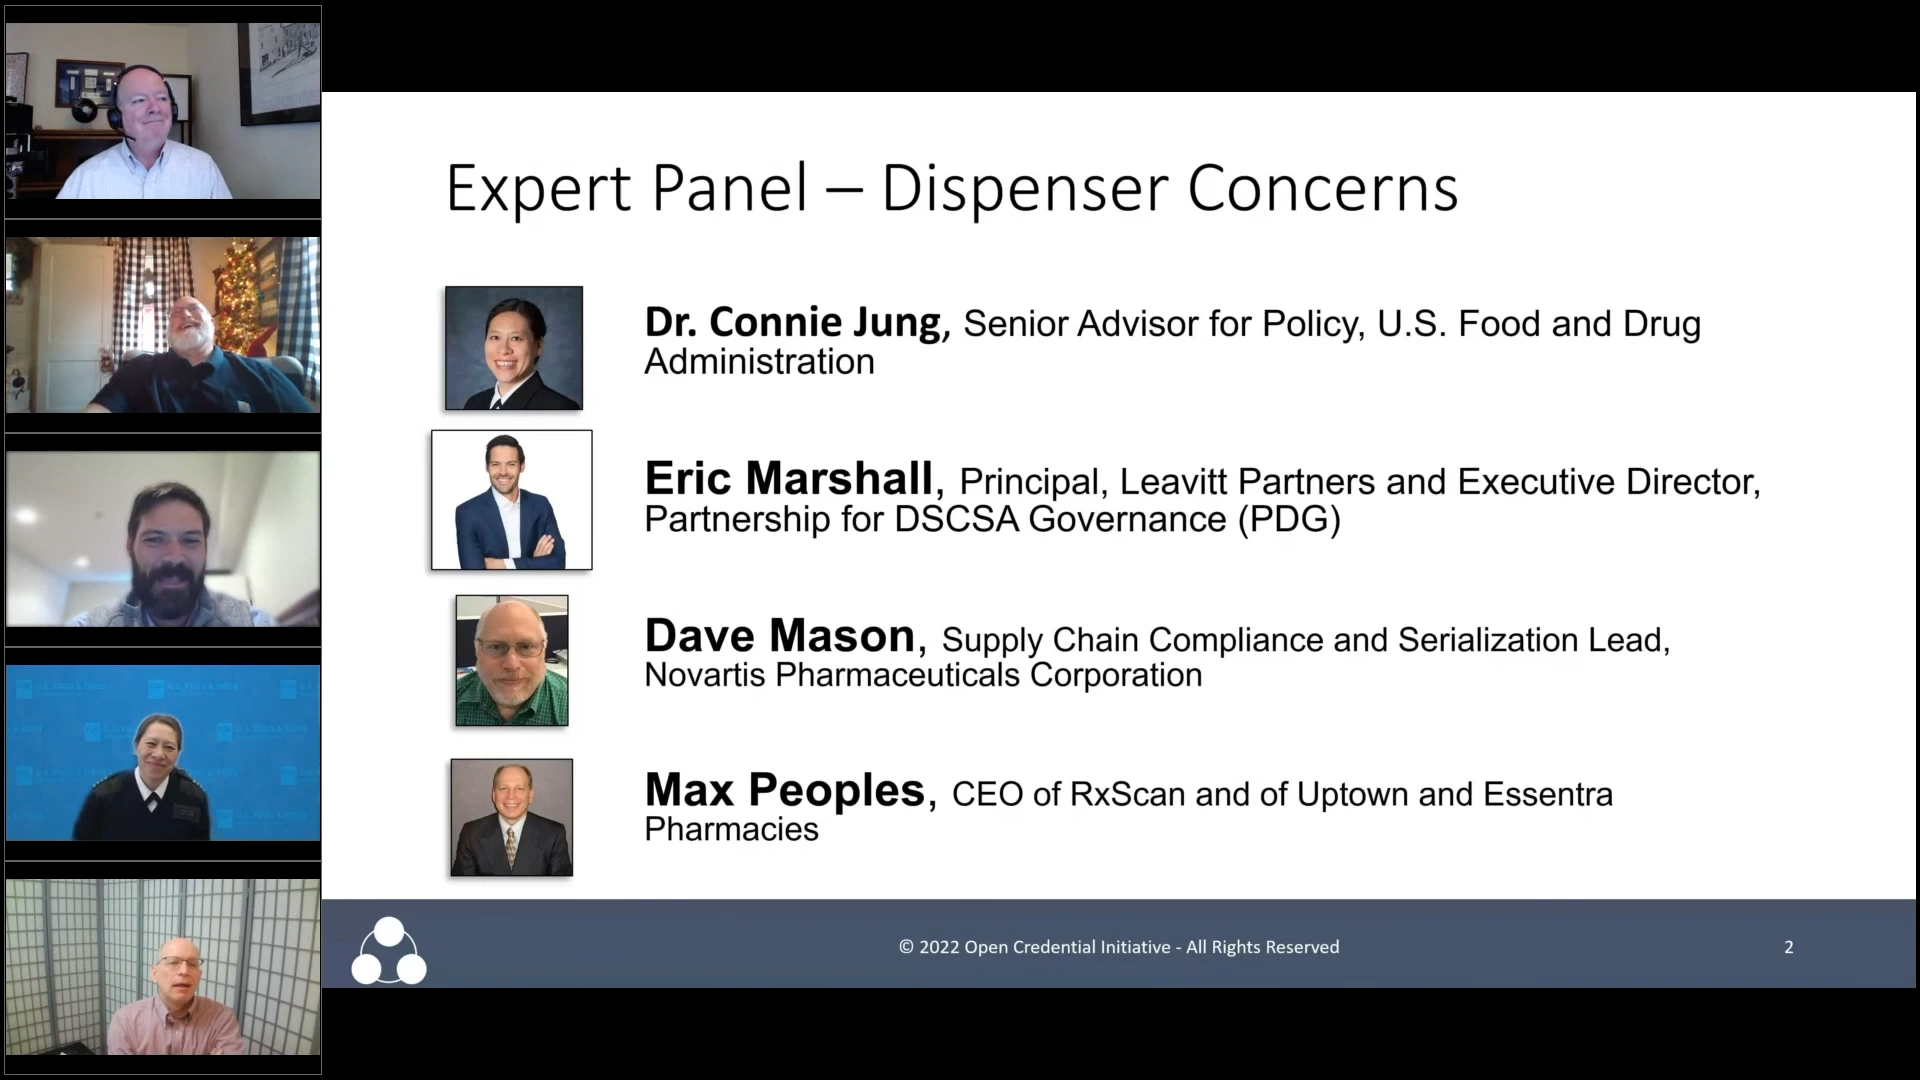 Expert Panel – Dispenser Concerns
Dr. Connie Jung, Senior Advisor for Policy, U.S. Food and Drug
Administration
Eric Marshall, Principal, Leavitt Partners and Executive Director,
Partnership for DSCSA Governance (PDG)
Dave Mason, Supply Chain Compliance and Serialization Lead,
Novartis Pharmaceuticals Corporation
Max Peoples, CEO of RxScan and of Uptown and Essentra
Pharmacies
© 2022 Open Credential Initiative - All Rights Reserved
2